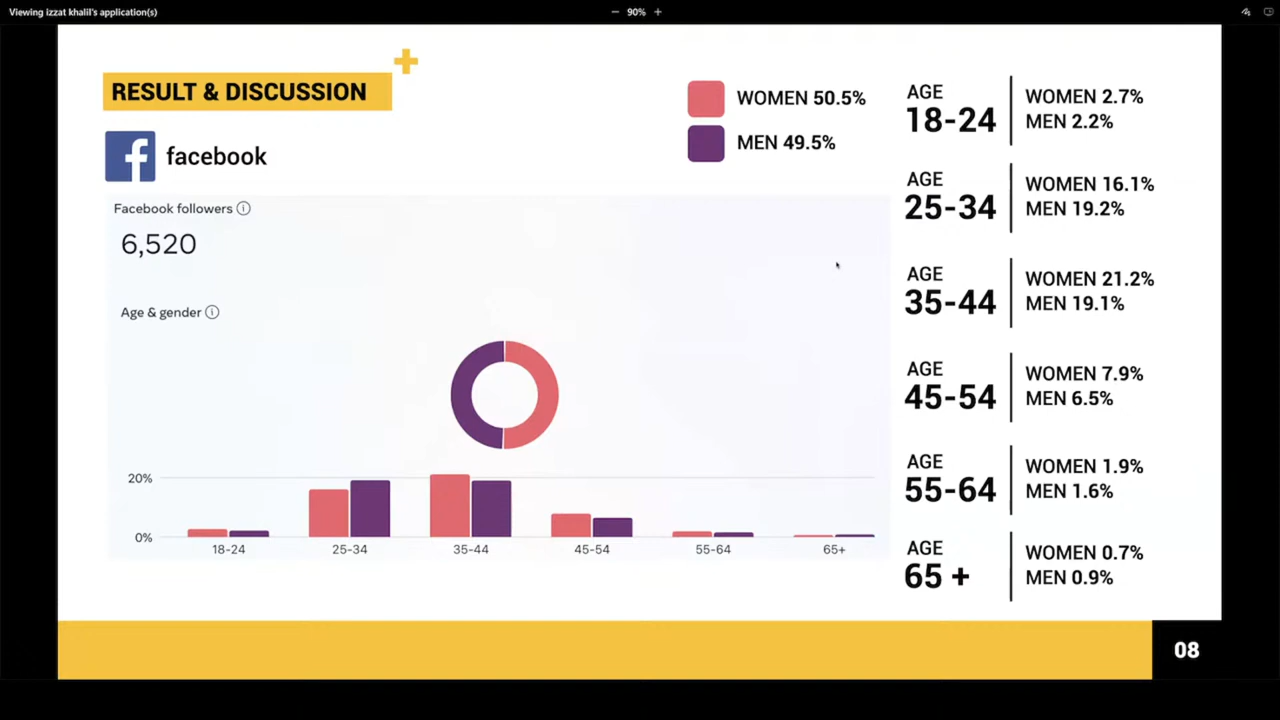 Viewing izzat khalil's application(s)
90%
RESULT & DISCUSSION
facebook
Facebook followers
6,520
Age & gender
20%
0%
18-24
25-34
35-44
45-54
55-64
65+
WOMEN 50.5%
MEN 49.5%
AGE
18-24
WOMEN 2.7%
MEN 2.2%
AGE
25-34
WOMEN 16.1%
MEN 19.2%
AGE
35-44
WOMEN 21.2%
MEN 19.1%
AGE
45-54
WOMEN 7.9%
MEN 6.5%
AGE
55-64
WOMEN 1.9%
MEN 1.6%
AGE
65 +
WOMEN 0.7%
MEN 0.9%
08